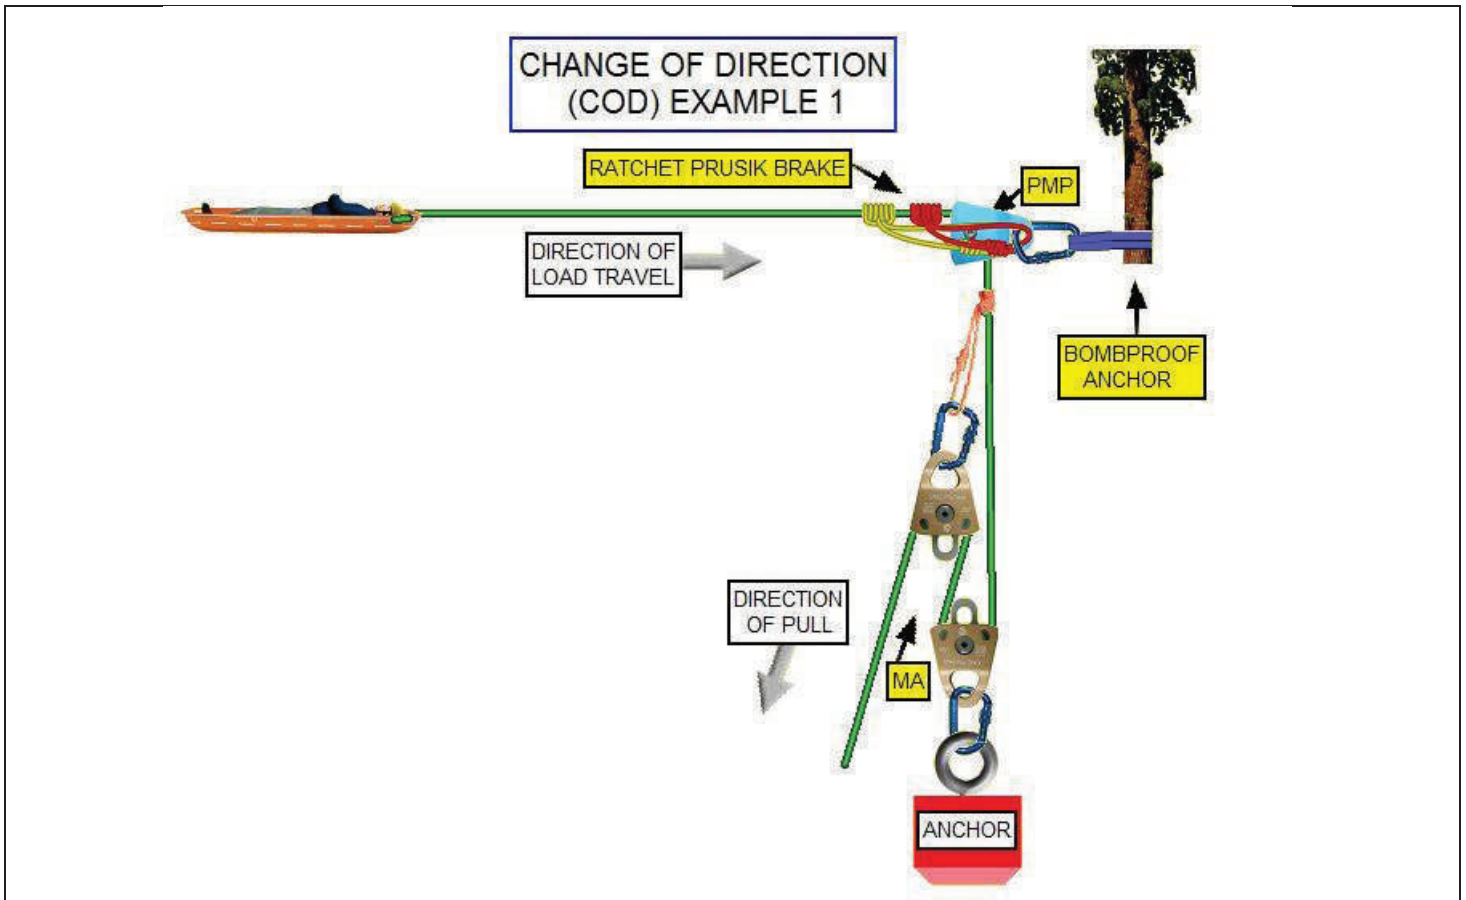 CHANGE OF DIRECTION
(COD) EXAMPLE 1
RATCHET PRUSIK BRAKE
PMP
DIRECTION OF
LOAD TRAVEL
BOMBPROOF
ANCHOR
DIRECTION
OF PULL
MA
ANCHOR